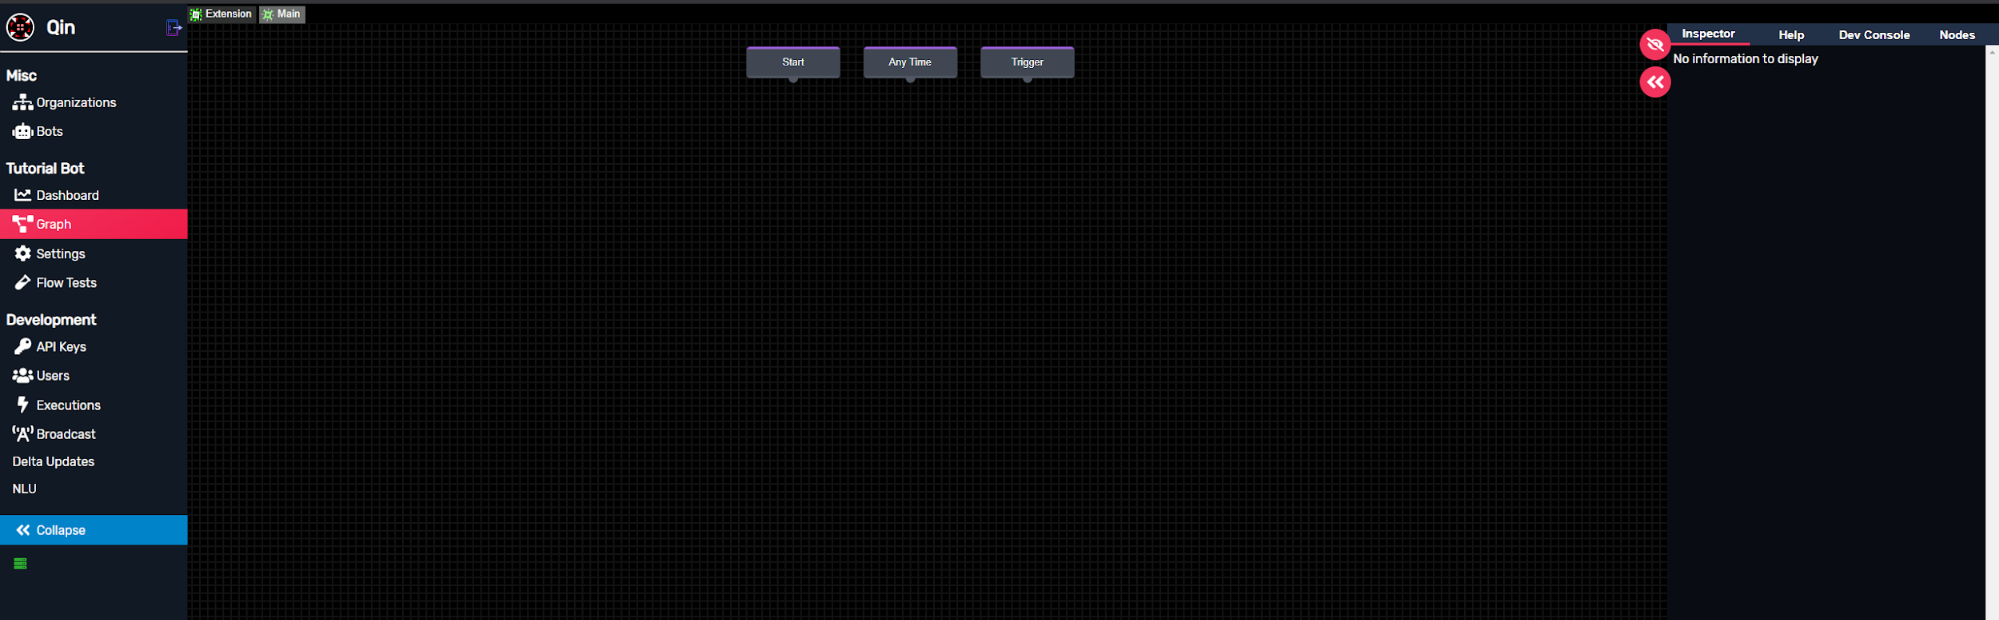 Qin
Misc
Organizations
Bots
Tutorial Bot
Dashboard
Graph
Settings
Flow Tests
Development
API Keys
Users
Executions
Broadcast
Delta Updates
NLU
Collapse
Extension Main
Start Any Time Trigger
Inspector Help Dev Console Nodes
No information to display